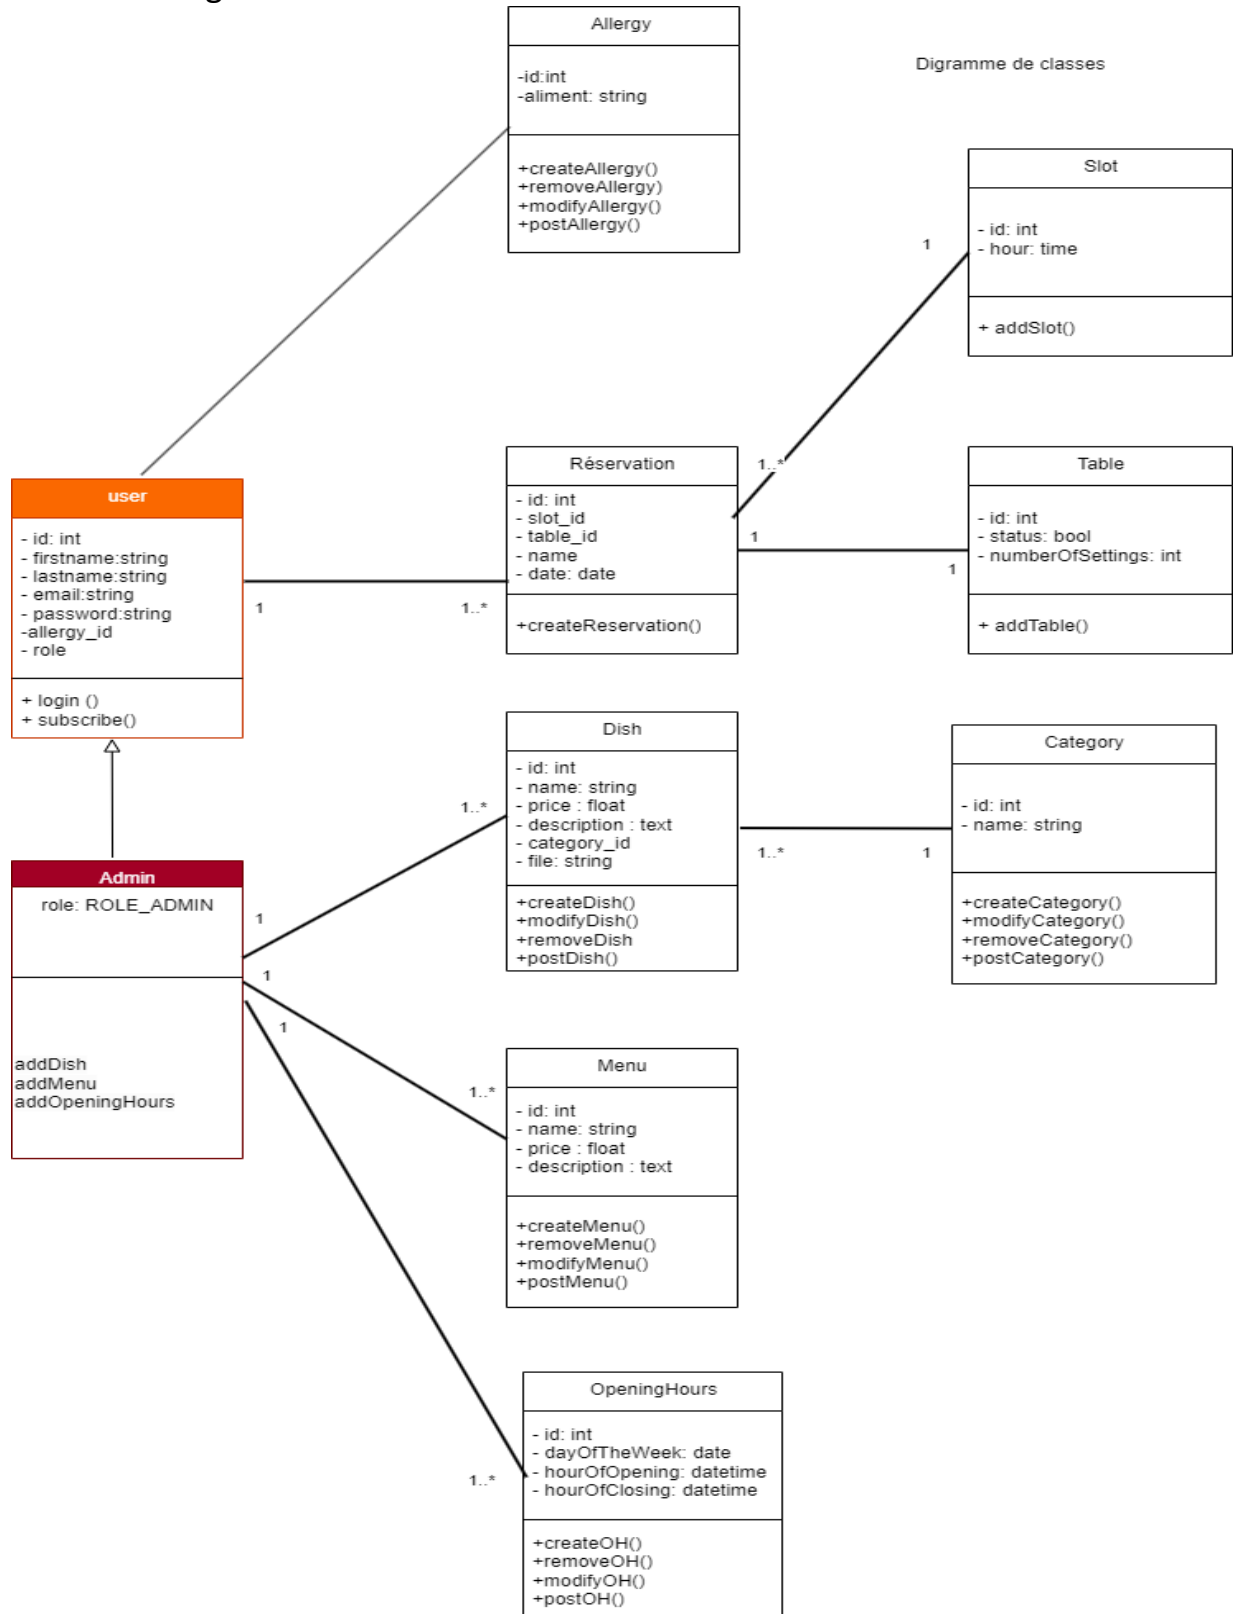 Allergy
-id:int
-aliment: string
+createAllergy()
+removeAllergy)
+modifyAllergy()
+postAllergy()
Digramme de classes
Slot
- id: int
- hour: time
+ addSlot()
1
1..*
user
- id: int
- firstname:string
- lastname:string
- email:string
- password:string
-allergy_id
- role
+ login ()
+ subscribe()
1
1..*
Réservation
- id: int
- slot_id
- table_id
- name
- date: date
+createReservation()
1
1
Table
- id: int
- status: bool
- numberOfSettings: int
+ addTable()
Admin
role: ROLE_ADMIN
addDish
addMenu
addOpeningHours
1
1..*
1
1..*
1
1..*
Dish
- id: int
- name: string
- price : float
- description : text
- category_id
- file: string
+createDish()
+modifyDish()
+removeDish
+postDish()
1..*
1
Category
- id: int
- name: string
+createCategory()
+modifyCategory()
+removeCategory()
+postCategory()
Menu
- id: int
- name: string
- price : float
- description : text
+createMenu()
+removeMenu()
+modifyMenu()
+postMenu()
OpeningHours
- id: int
- dayOfTheWeek: date
- hourOfOpening: datetime
- hourOfClosing: datetime
+createOH()
+removeOH()
+modifyOH()
+postOH()